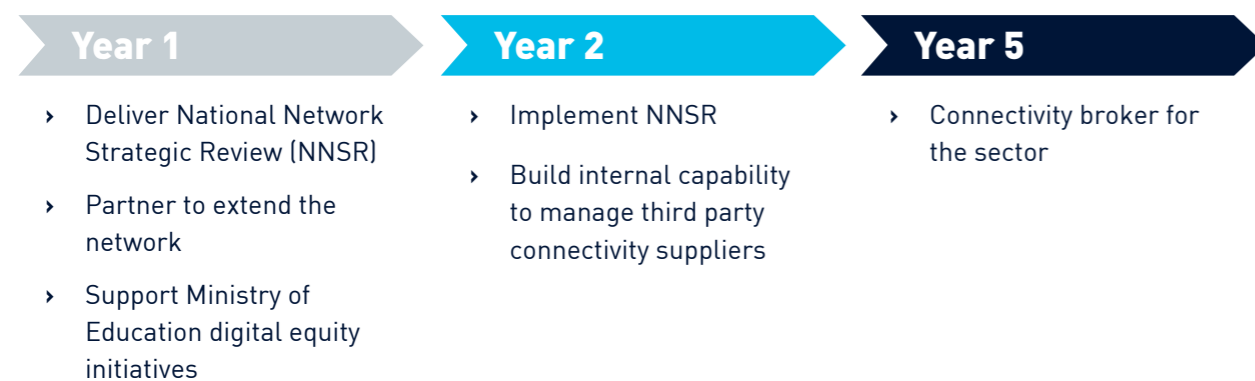 Year 1
› Deliver National Network
Strategic Review (NNSR)
› Partner to extend the
network
› Support Ministry of
Education digital equity
initiatives
Year 2
› Implement NNSR
› Build internal capability
to manage third party
connectivity suppliers
Year 5
› Connectivity broker for
the sector